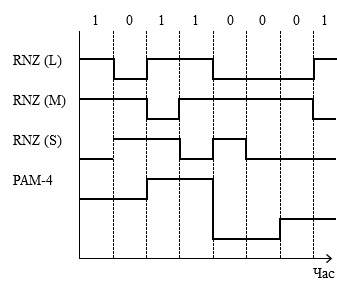 1 0 1 1 0 0 0 1
RNZ (L)
RNZ (M)
RNZ (S)
PAM-4
Час